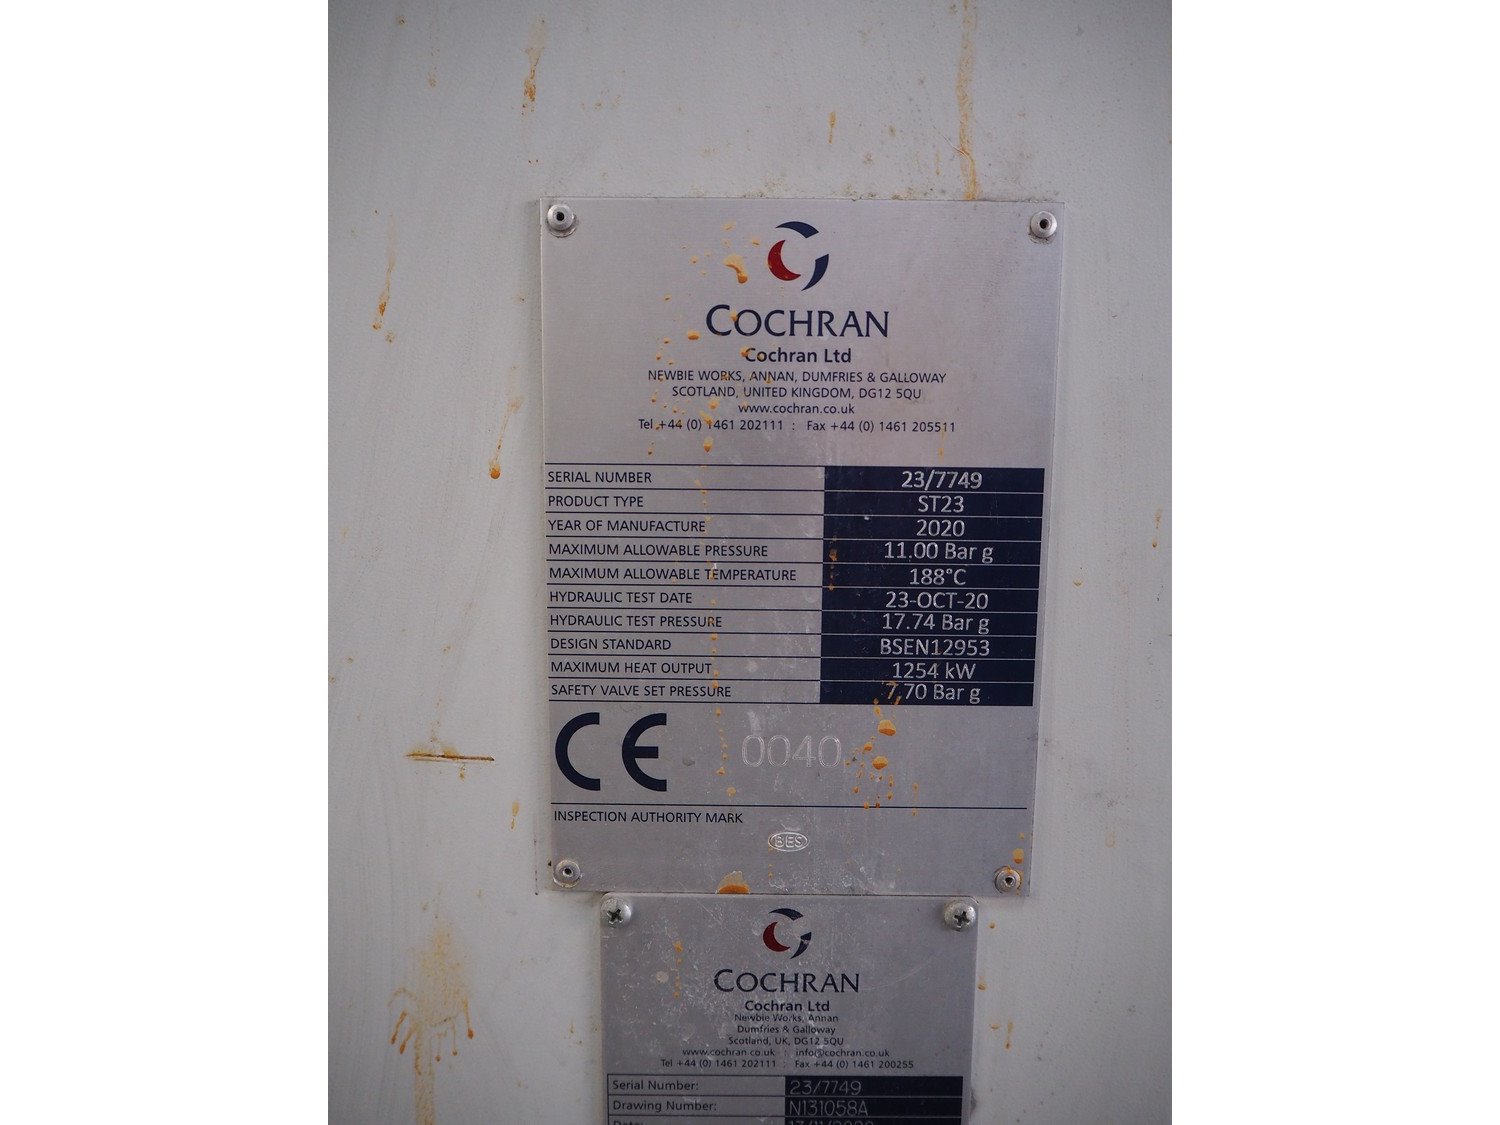 COCHRAN
Cochran Ltd
NEWBIE WORKS, ANNAN, DUMFRIES & GALLOWAY
SCOTLAND, UNITED KINGDOM, DG12 5QU
www.cochran.co.uk
Tel +44 (0) 1461 202111 : Fax +44 (0) 1461 205511
SERIAL NUMBER 23/7749
PRODUCT TYPE ST23
YEAR OF MANUFACTURE 2020
MAXIMUM ALLOWABLE PRESSURE 11.00 Bar g
MAXIMUM ALLOWABLE TEMPERATURE 188°C
HYDRAULIC TEST DATE 23-OCT-20
HYDRAULIC TEST PRESSURE 17.74 Bar g
DESIGN STANDARD BSEN12953
MAXIMUM HEAT OUTPUT 1254 kW
SAFETY VALVE SET PRESSURE 7.70 Bar g
CE 0040
INSPECTION AUTHORITY MARK
BES
COCHRAN
Cochran Ltd
Newbie Works, Annan
Dumfries & Galloway
Scotland, UK, DG12 5QU
www.cochran.co.uk : info@cochran.co.uk
Tel +44 (0) 1461 202111 : Fax +44 (0) 1461 200255
Serial Number: 23/7749
Drawing Number: N131058A